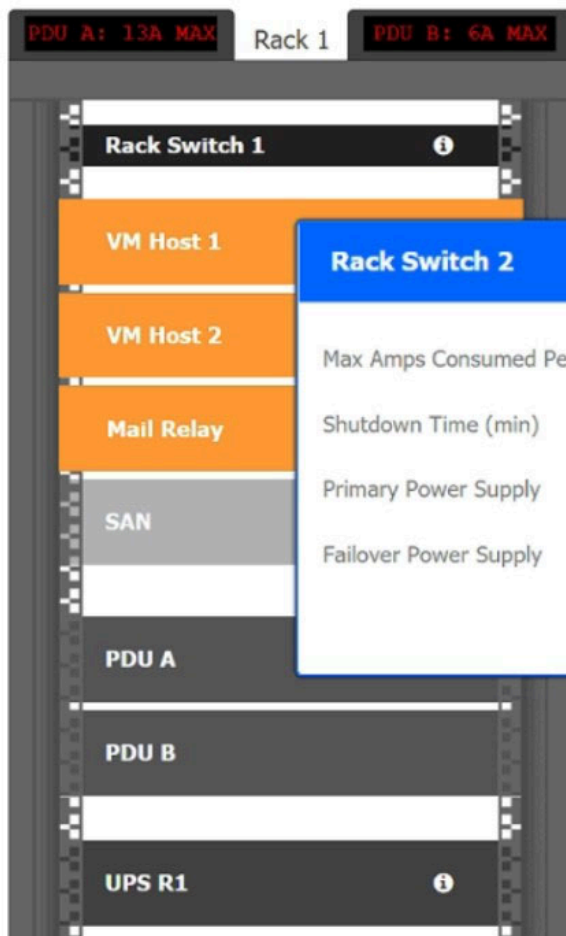 PDU A: 13A MAX
Rack 1
PDU B: 6A MAX
Rack Switch 1
VM Host 1
Rack Switch 2
VM Host 2
Max Amps Consumed Pe
Mail Relay
Shutdown Time (min)
Primary Power Supply
SAN
Failover Power Supply
PDU A
PDU B
UPS R1